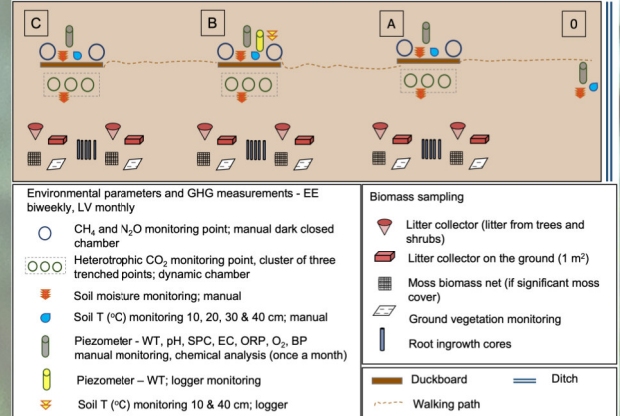 C
B
A
0
Environmental parameters and GHG measurements - EE
biweekly, LV monthly
CH₄ and N₂O monitoring point; manual dark closed
chamber
Heterotrophic CO₂ monitoring point, cluster of three
trenched points; dynamic chamber
Soil moisture monitoring; manual
Soil T (ºC) monitoring 10, 20, 30 & 40 cm; manual
Piezometer - WT, pH, SPC, EC, ORP, O₂, BP
manual monitoring, chemical analysis (once a month)
Piezometer – WT; logger monitoring
Soil T (ºC) monitoring 10 & 40 cm; logger
Biomass sampling
Litter collector (litter from trees and
shrubs)
Litter collector on the ground (1 m²)
Moss biomass net (if significant moss
cover)
Ground vegetation monitoring
Root ingrowth cores
Duckboard
Ditch
Walking path